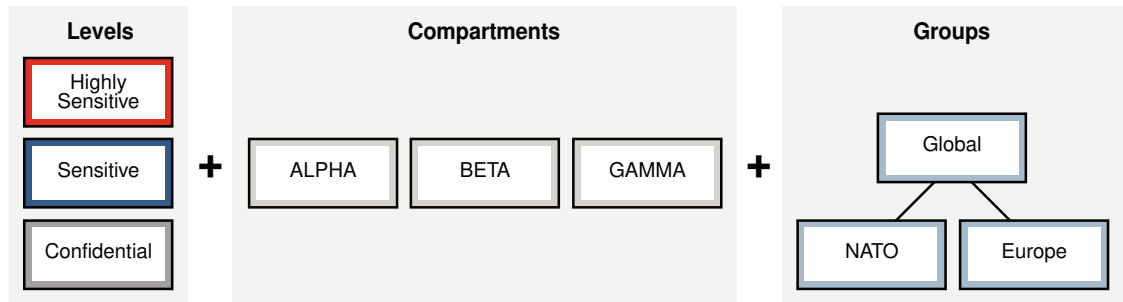 Levels
Highly
Sensitive
Sensitive
Confidential
+
Compartments
ALPHA
BETA
GAMMA
+
Groups
Global
NATO
Europe